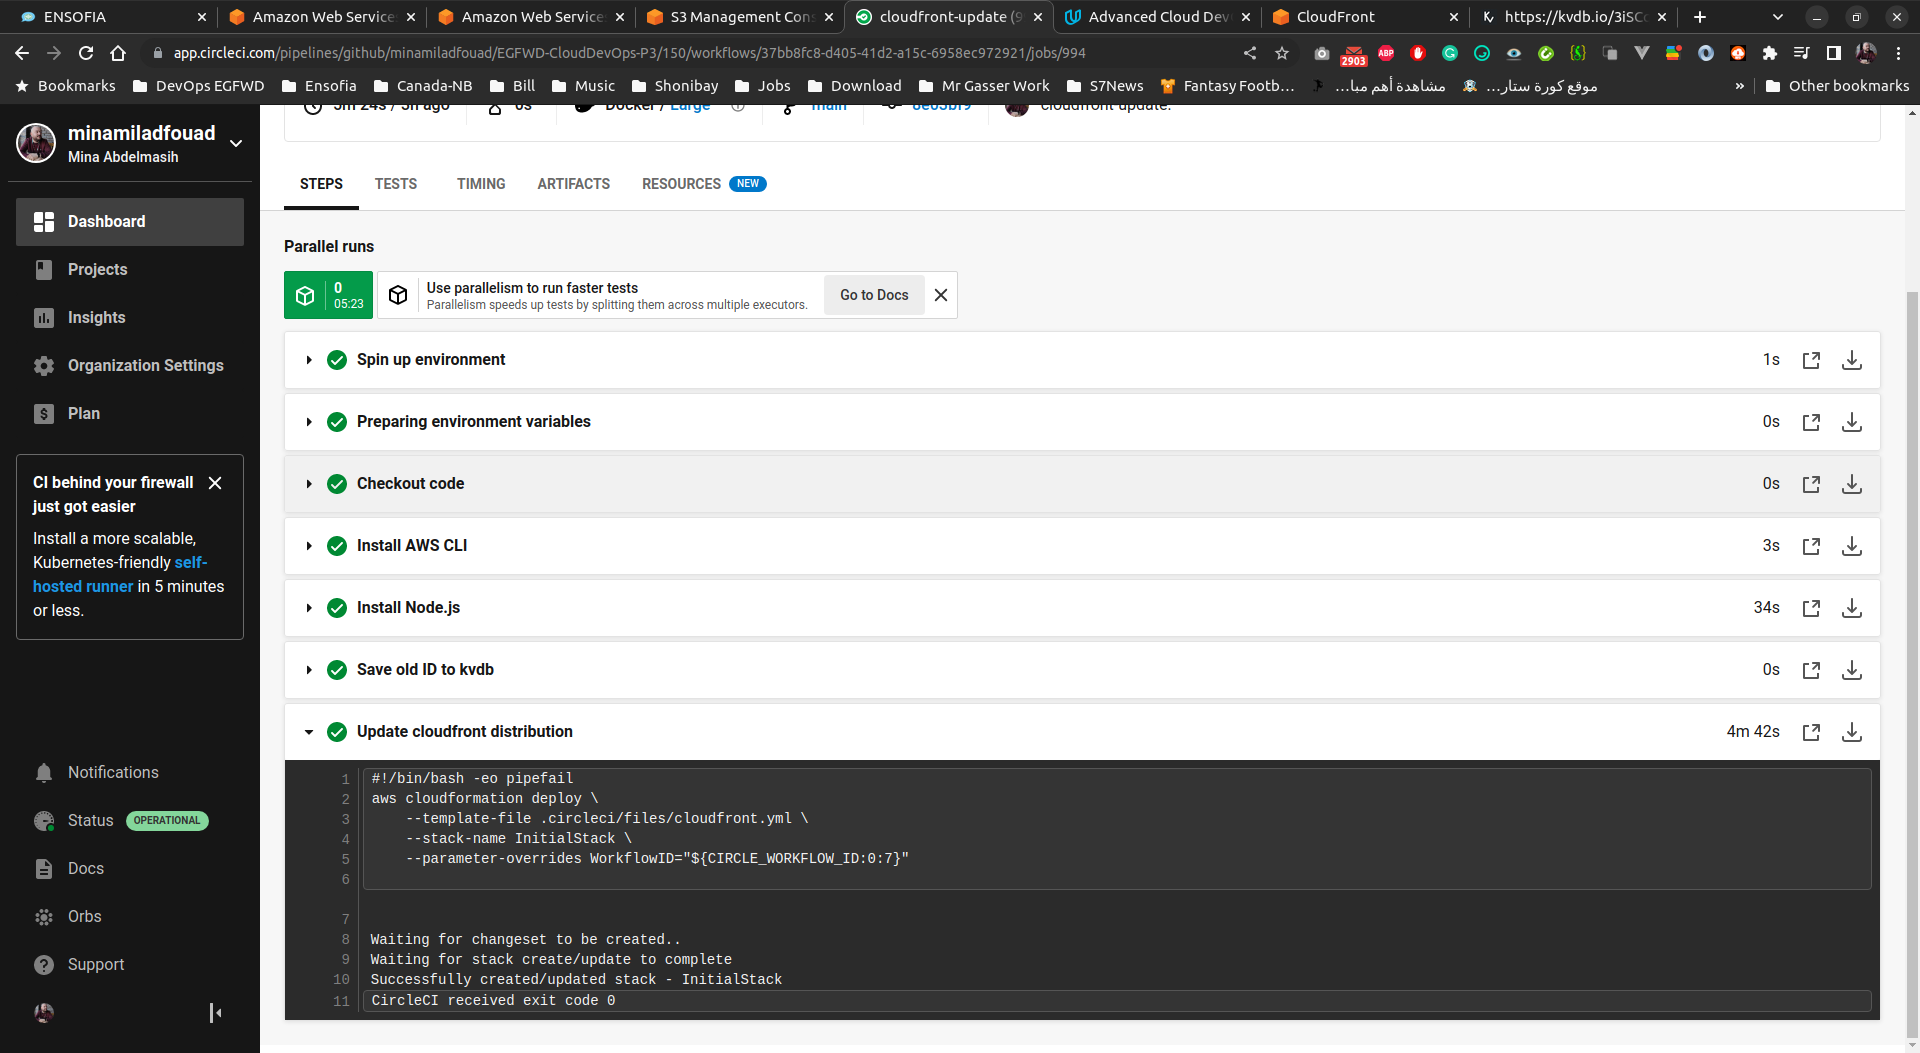 ENSOFIA
Amazon Web Service
Amazon Web Service
S3 Management Con
cloudfront-update (9
Advanced Cloud Dev
CloudFront
https://kvdb.io/3iSC
app.circleci.com/pipelines/github/minamiladfouad/EGFWD-CloudDevOps-P3/150/workflows/37bb8fc8-d405-41d2-a15c-6958ec972921/jobs/994
2903
ABP
Bookmarks
DevOps EGFWD
Ensofia
Canada-NB
Bill
Music
Shonibay
Jobs
Download
Mr Gasser Work
S7News
Fantasy Footb…
مشاهدة أهم مبا…
موقع كورة ستار…
»
Other bookmarks
minamiladfouad
Mina Abdelmasih
Dashboard
Projects
Insights
Organization Settings
Plan
CI behind your firewall
just got easier
Install a more scalable,
Kubernetes-friendly self-
hosted runner in 5 minutes
or less.
Notifications
Status OPERATIONAL
Docs
Orbs
Support
5m 24s / 5h ago
0s
Docker / Large
main
cloudfront update.
STEPS
TESTS
TIMING
ARTIFACTS
RESOURCES NEW
Parallel runs
0
05:23
Use parallelism to run faster tests
Parallelism speeds up tests by splitting them across multiple executors.
Go to Docs
Spin up environment 1s
Preparing environment variables 0s
Checkout code 0s
Install AWS CLI 3s
Install Node.js 34s
Save old ID to kvdb 0s
Update cloudfront distribution 4m 42s
1 #!/bin/bash -eo pipefail
2 aws cloudformation deploy \
3 --template-file .circleci/files/cloudfront.yml \
4 --stack-name InitialStack \
5 --parameter-overrides WorkflowID="${CIRCLE_WORKFLOW_ID:0:7}"
6
7
8 Waiting for changeset to be created..
9 Waiting for stack create/update to complete
10 Successfully created/updated stack - InitialStack
11 CircleCI received exit code 0